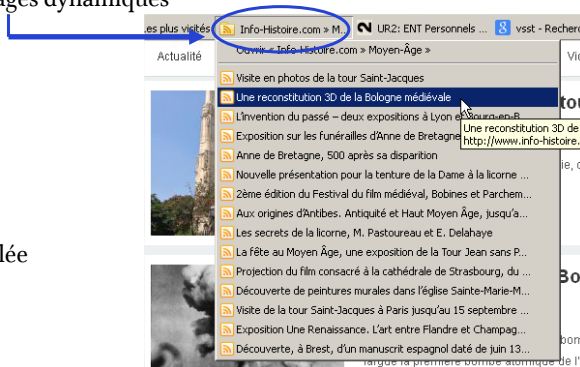 ages dynamiques
es plus visités Info-Histoire.com » M... UR2: ENT Personnels ... vsst - Recherc
Actualité
Ouvrir « Info-Histoire.com » Moyen-Âge »
Visite en photos de la tour Saint-Jacques
Une reconstitution 3D de la Bologne médiévale
L'invention du passé – deux expositions à Lyon et Bourg-en-B...
Exposition sur les funérailles d'Anne de Bretagne
Une reconstitution 3D de
http://www.info-histoire.
Anne de Bretagne, 500 après sa disparition
Nouvelle présentation pour la tenture de la Dame à la licorne ...
2ème édition du Festival du film médiéval, Bobines et Parchem...
Aux origines d'Antibes. Antiquité et Haut Moyen Âge, jusqu'a...
Les secrets de la licorne, M. Pastoureau et E. Delahaye
lée
La fête au Moyen Âge, une exposition de la Tour Jean sans P...
Projection du film consacré à la cathédrale de Strasbourg, du ...
Découverte de peintures murales dans l'église Sainte-Marie-M...
Visite de la tour Saint-Jacques à Paris jusqu'au 15 septembre ...
Exposition Une Renaissance. L'art entre Flandre et Champag...
Découverte, à Brest, d'un manuscrit espagnol daté de juin 13...
largue la première bombe atomique de l'